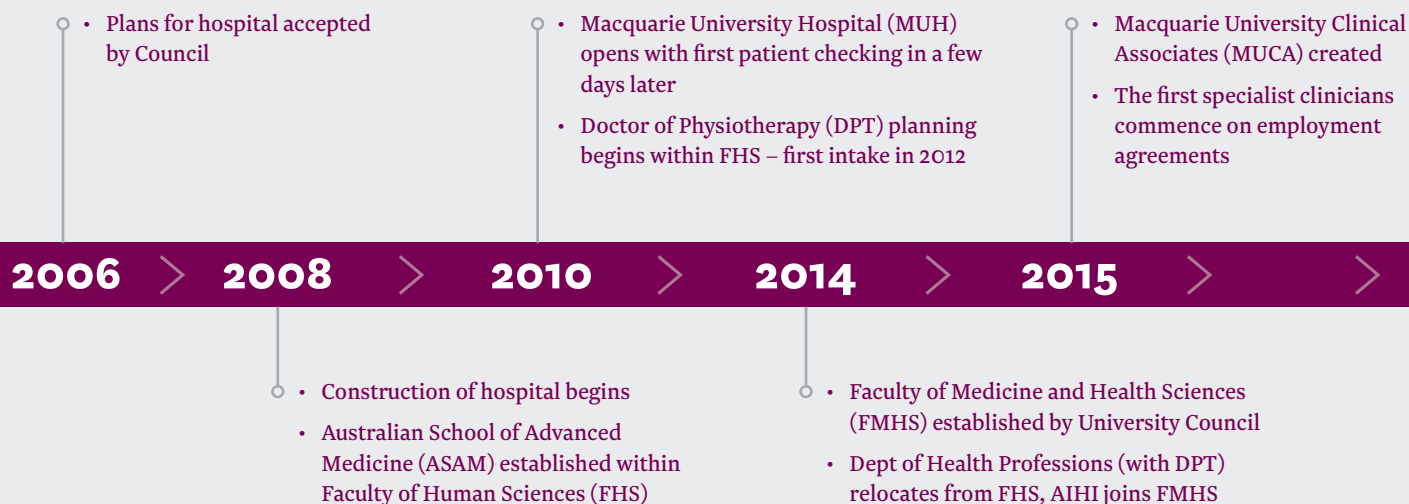 • Plans for hospital accepted
by Council
• Macquarie University Hospital (MUH)
opens with first patient checking in a few
days later
• Doctor of Physiotherapy (DPT) planning
begins within FHS – first intake in 2012
• Macquarie University Clinical
Associates (MUCA) created
• The first specialist clinicians
commence on employment
agreements
2006 > 2008 > 2010 > 2014 > 2015 > >
• Construction of hospital begins
• Australian School of Advanced
Medicine (ASAM) established within
Faculty of Human Sciences (FHS)
• Faculty of Medicine and Health Sciences
(FMHS) established by University Council
• Dept of Health Professions (with DPT)
relocates from FHS, AIHI joins FMHS